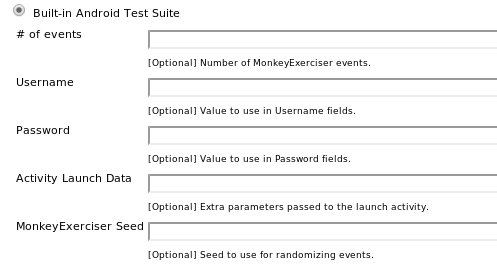 Built-in Android Test Suite
# of events
[Optional] Number of MonkeyExerciser events.
Username
[Optional] Value to use in Username fields.
Password
[Optional] Value to use in Password fields.
Activity Launch Data
[Optional] Extra parameters passed to the launch activity.
MonkeyExerciser Seed
[Optional] Seed to use for randomizing events.